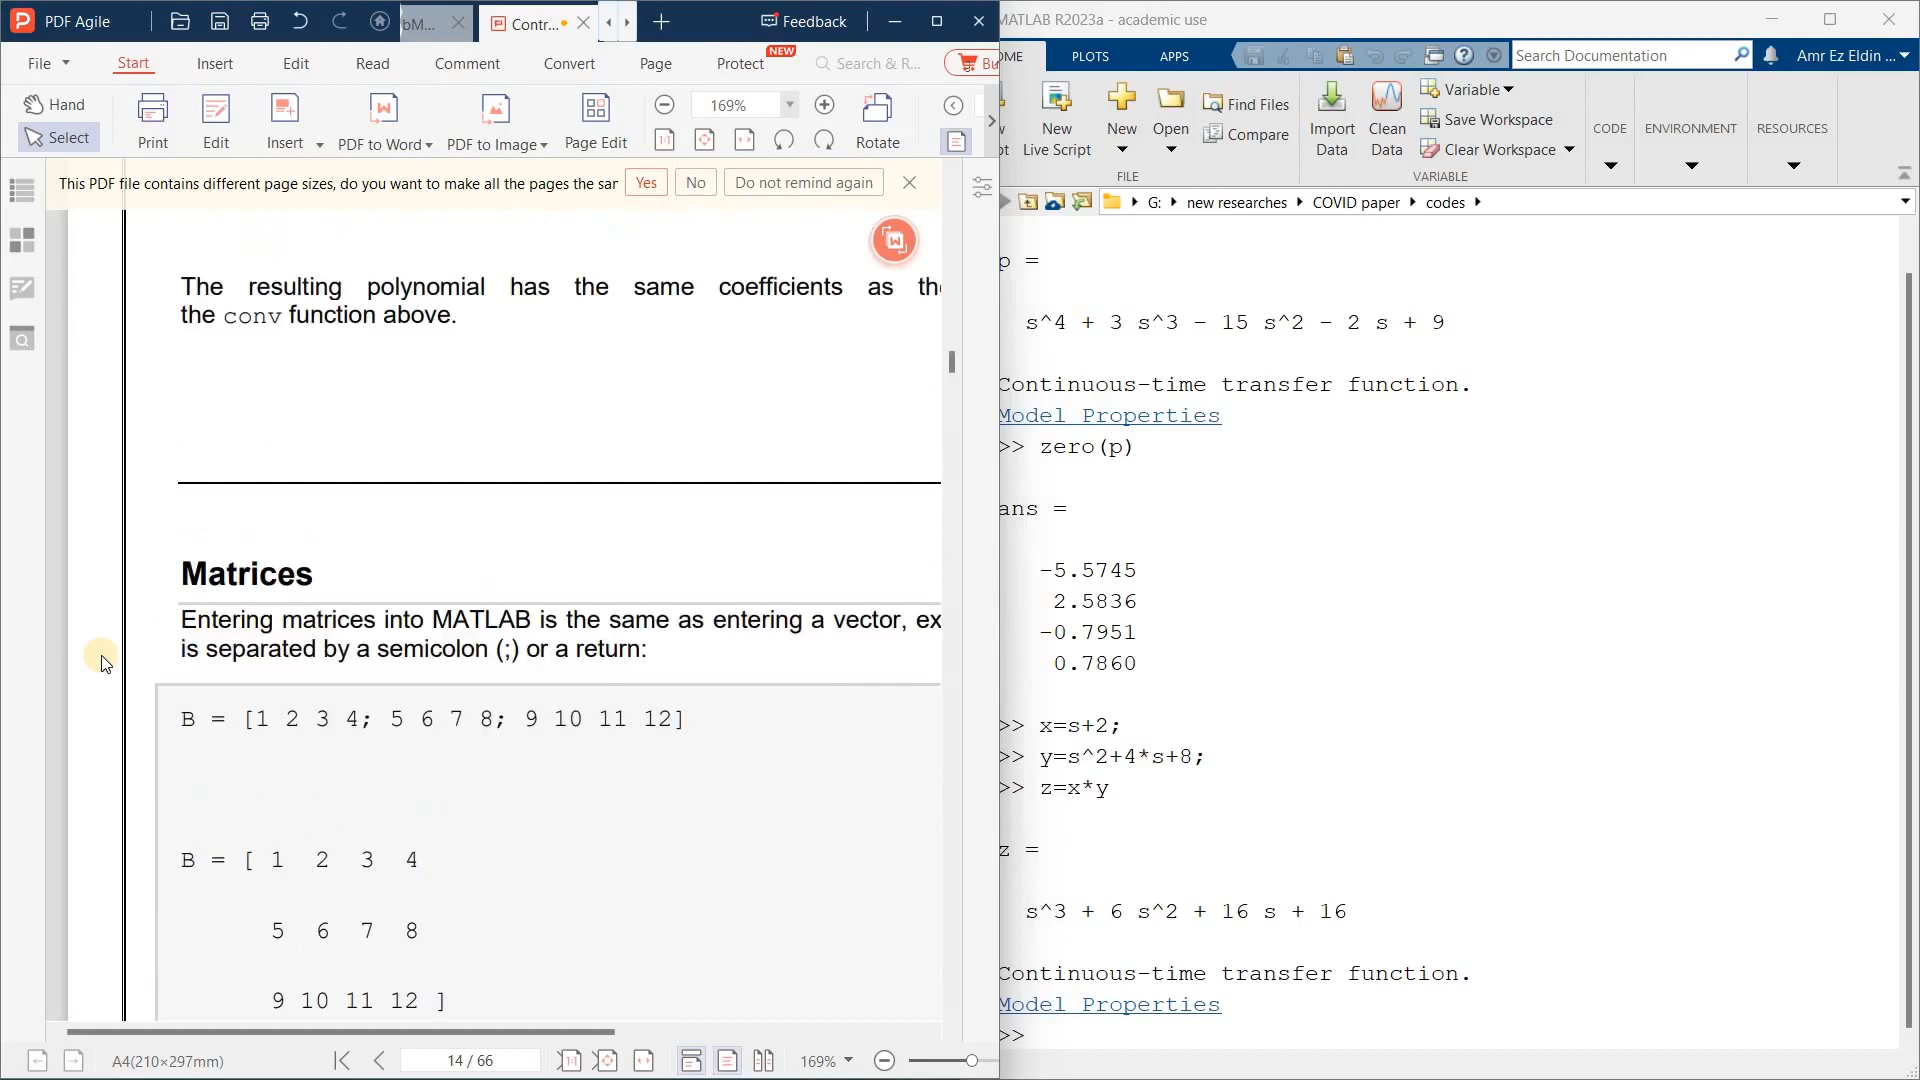 PDF Agile
bM...
Contr...
Feedback
File
Start
Insert
Edit
Read
Comment
Convert
Page
Protect
NEW
Search & R...
Bu
Hand
Select
Print
Edit
Insert
PDF to Word
PDF to Image
Page Edit
169%
Rotate
This PDF file contains different page sizes, do you want to make all the pages the sar
Yes
No
Do not remind again
The resulting polynomial has the same coefficients as the
the conv function above.
Matrices
Entering matrices into MATLAB is the same as entering a vector, ex
is separated by a semicolon (;) or a return:
B = [1 2 3 4; 5 6 7 8; 9 10 11 12]
B = [ 1 2 3 4
5 6 7 8
9 10 11 12 ]
A4(210×297mm)
14 / 66
169%
MATLAB R2023a - academic use
OME
PLOTS
APPS
Search Documentation
Amr Ez Eldin ...
New
Live Script
New
Open
Find Files
Compare
Import
Data
Clean
Data
Variable
Save Workspace
Clear Workspace
CODE
ENVIRONMENT
RESOURCES
FILE
VARIABLE
G:
new researches
COVID paper
codes
p =
s^4 + 3 s^3 - 15 s^2 - 2 s + 9
Continuous-time transfer function.
Model Properties
>> zero(p)
ans =
-5.5745
2.5836
-0.7951
0.7860
>> x=s+2;
>> y=s^2+4*s+8;
>> z=x*y
z =
s^3 + 6 s^2 + 16 s + 16
Continuous-time transfer function.
Model Properties
>>